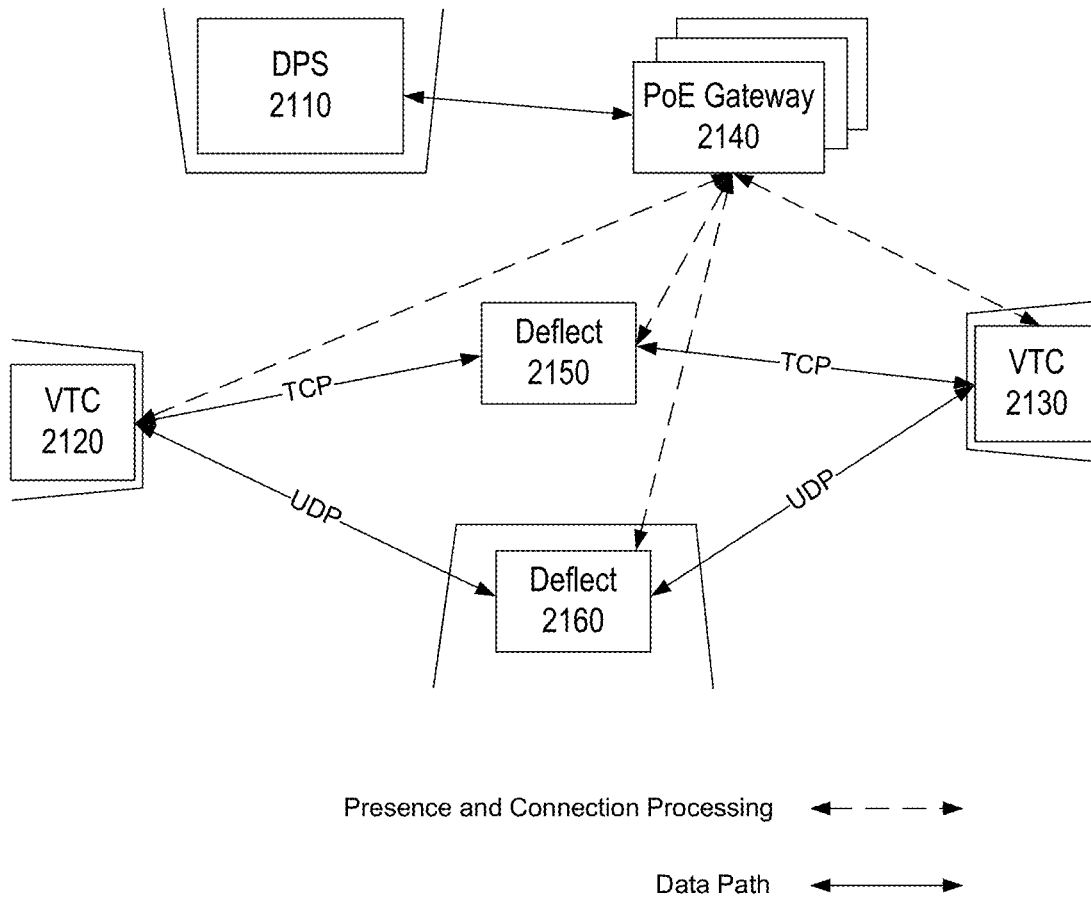 DPS
2110
PoE Gateway
2140
Deflect
2150
TCP
TCP
VTC
2120
VTC
2130
UDP
UDP
Deflect
2160
Presence and Connection Processing
Data Path